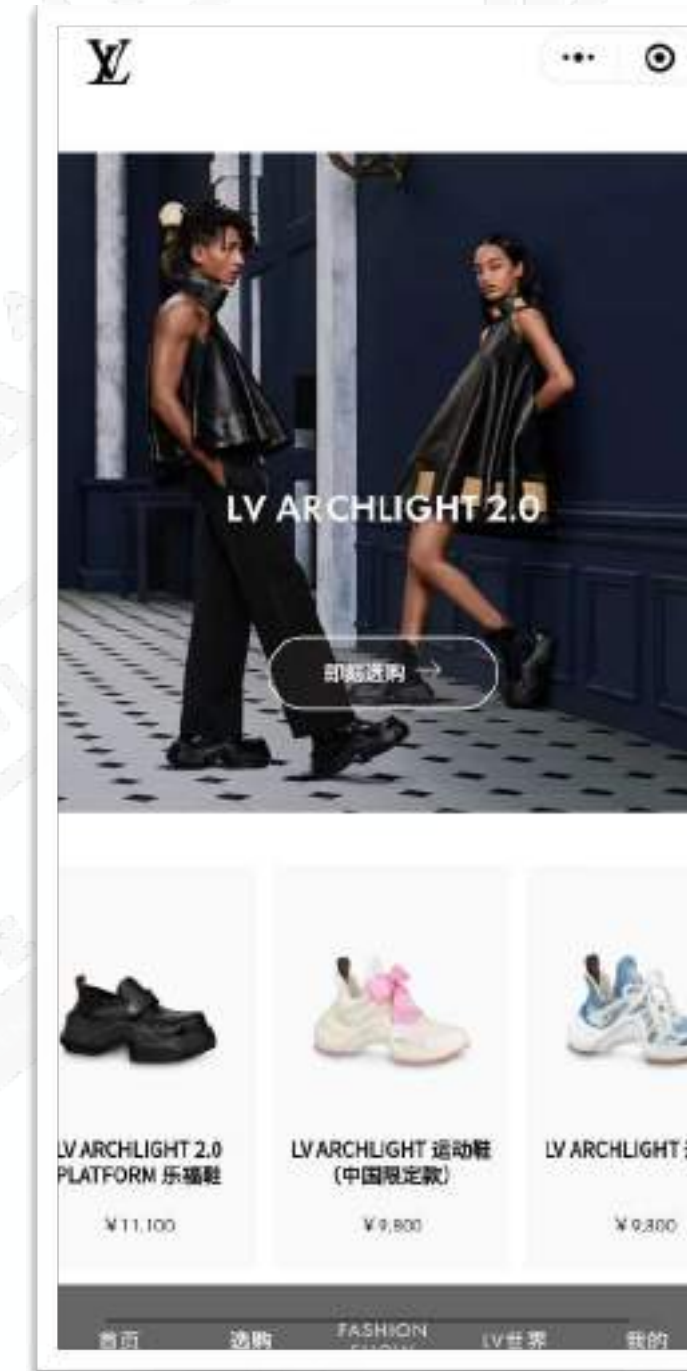 LV
LV ARCHLIGHT 2.0
即刻选购 →
LV ARCHLIGHT 2.0
PLATFORM 乐福鞋
¥11,100
LV ARCHLIGHT 运动鞋
（中国限定款）
¥9,800
LV ARCHLIGHT
¥9,800
首页
选购
FASHION
SHOW
LV世界
我的